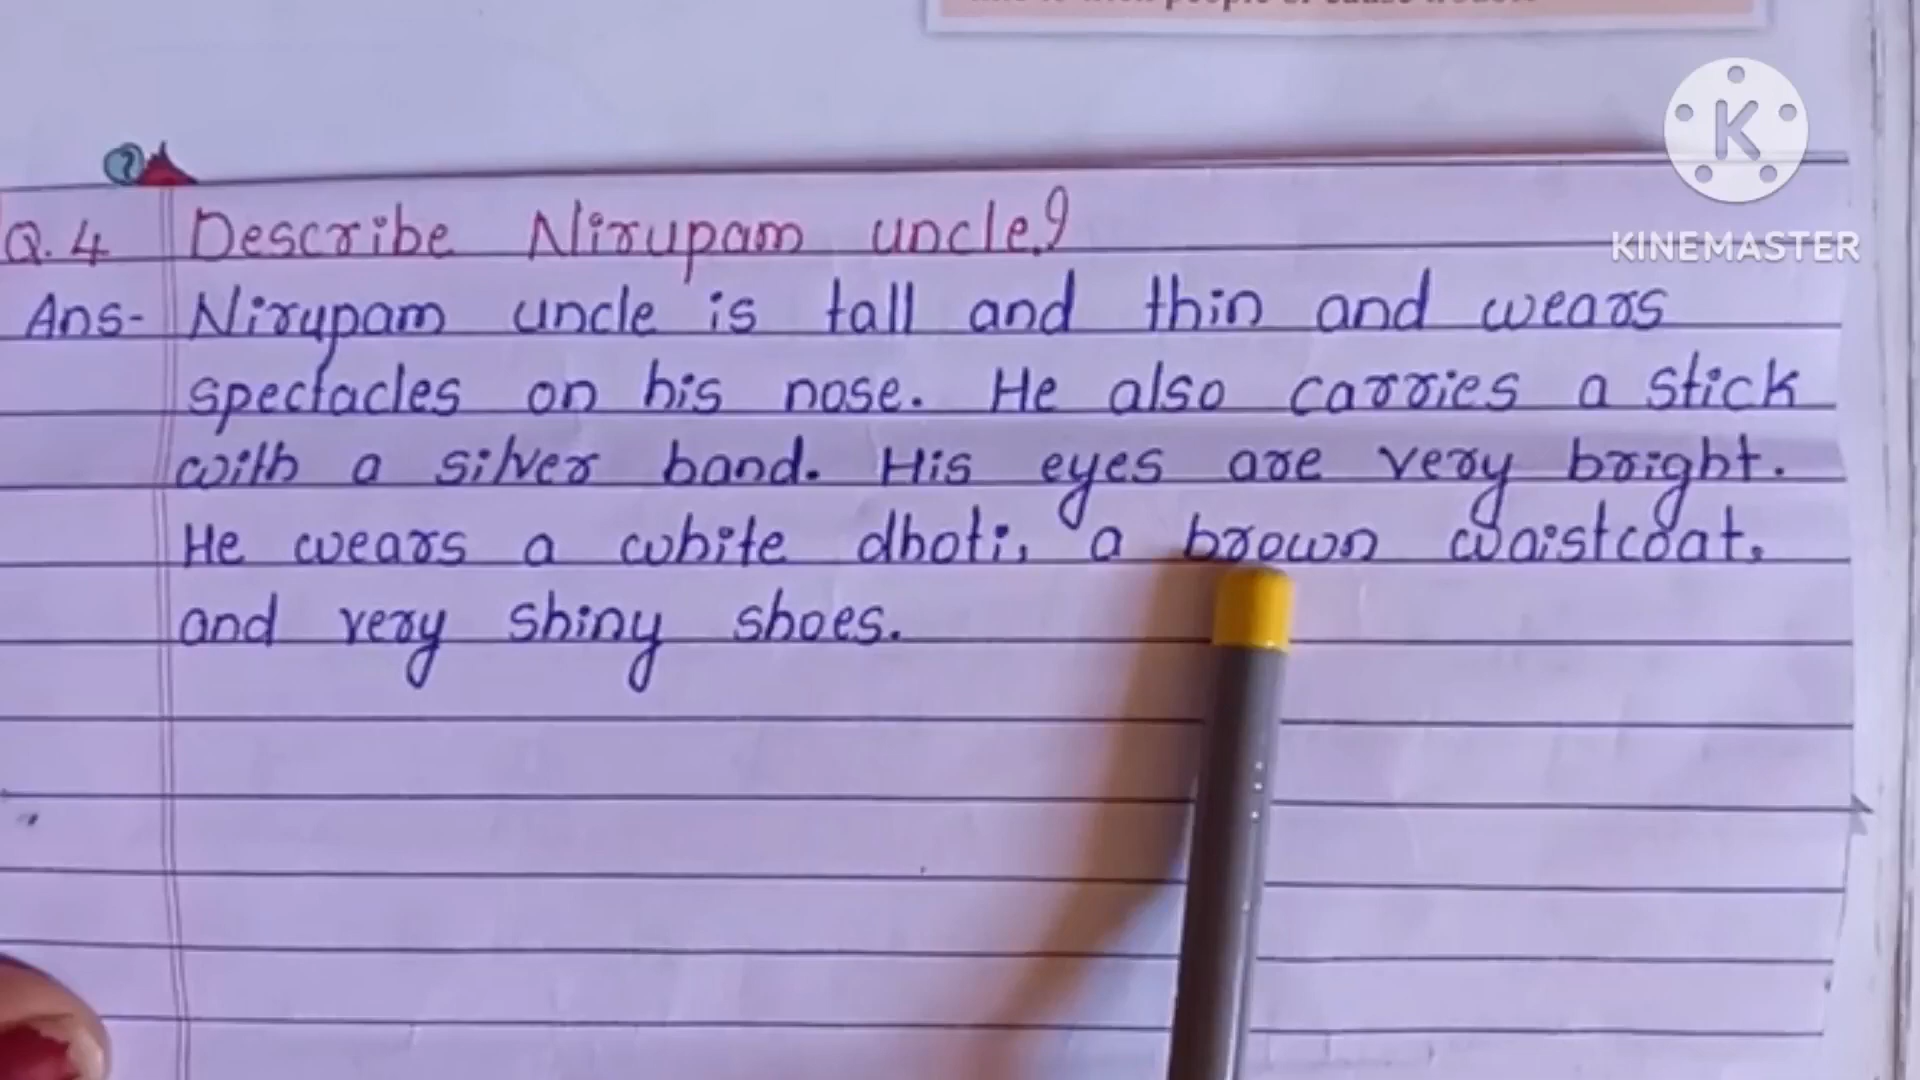 K
KINEMASTER
Q.4 Describe Nirupam uncle.?
Ans- Nirupam uncle is tall and thin and wears
spectacles on his nose. He also carries a stick
with a silver band. His eyes are very bright.
He wears a white dhoti, a brown waistcoat,
and very shiny shoes.